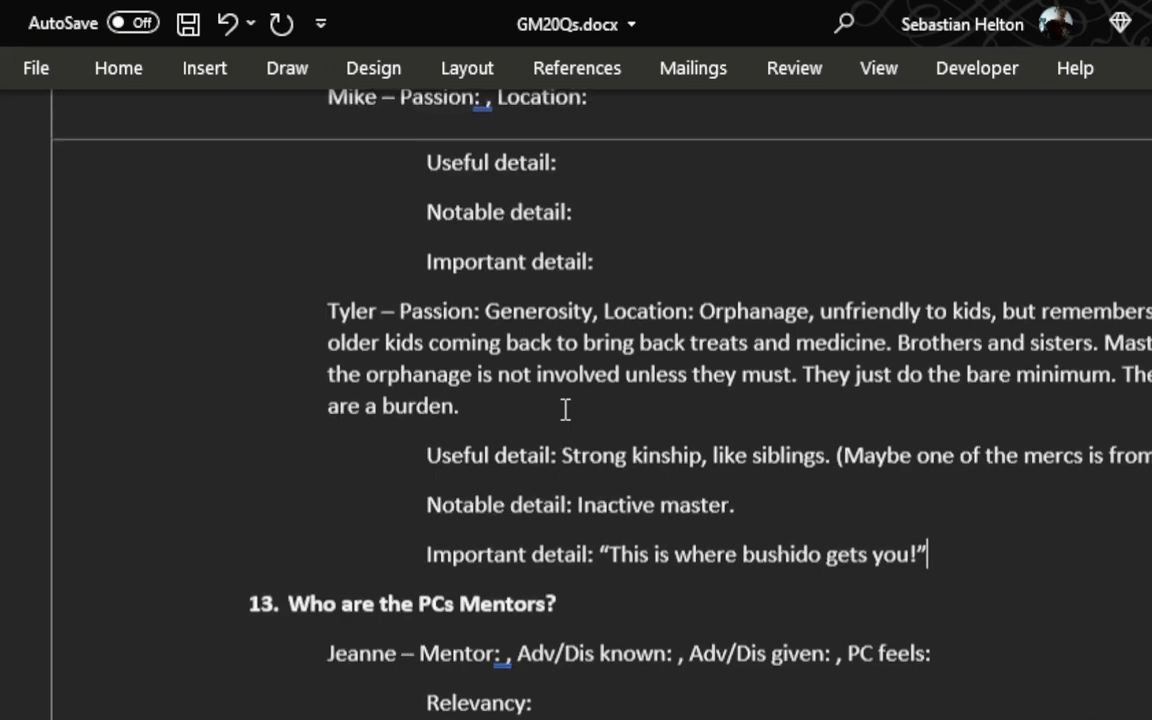 AutoSave Off GM20Qs.docx Sebastian Helton
File Home Insert Draw Design Layout References Mailings Review View Developer Help
Mike – Passion: , Location:
Useful detail:
Notable detail:
Important detail:
Tyler – Passion: Generosity, Location: Orphanage, unfriendly to kids, but remembers
older kids coming back to bring back treats and medicine. Brothers and sisters. Mast
the orphanage is not involved unless they must. They just do the bare minimum. The
are a burden.
Useful detail: Strong kinship, like siblings. (Maybe one of the mercs is from
Notable detail: Inactive master.
Important detail: “This is where bushido gets you!”
13. Who are the PCs Mentors?
Jeanne – Mentor: , Adv/Dis known: , Adv/Dis given: , PC feels:
Relevancy: